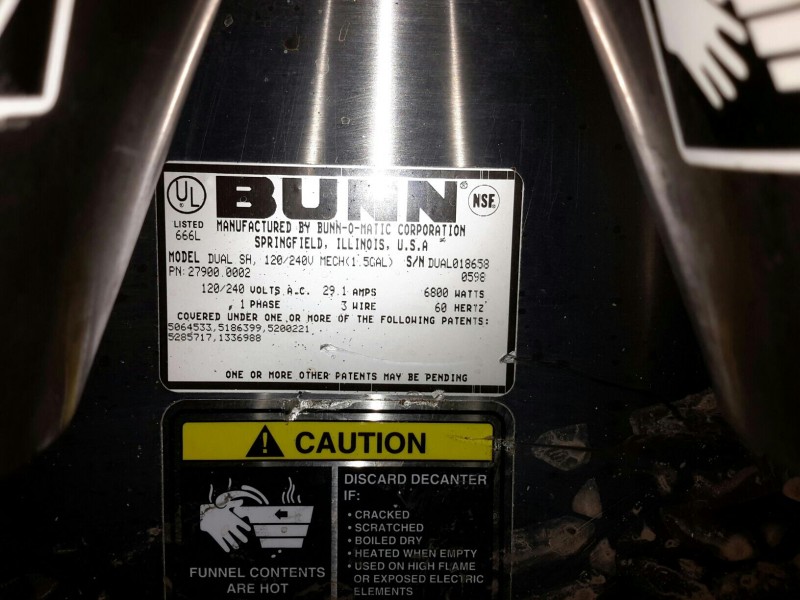 UL
BUNN®
NSF®
LISTED
666L
MANUFACTURED BY BUNN-O-MATIC CORPORATION
SPRINGFIELD, ILLINOIS, U.S.A
MODEL DUAL SH, 120/240V MECH(1.5GAL) S/N DUAL018658
PN:27900.0002 0598
120/240 VOLTS A.C. 29.1 AMPS 6800 WATTS
1 PHASE 3 WIRE 60 HERTZ
COVERED UNDER ONE OR MORE OF THE FOLLOWING PATENTS:
5064533,5186399,5200221
5285717,1336988
ONE OR MORE OTHER PATENTS MAY BE PENDING
CAUTION
FUNNEL CONTENTS
ARE HOT
DISCARD DECANTER
IF:
• CRACKED
• SCRATCHED
• BOILED DRY
• HEATED WHEN EMPTY
• USED ON HIGH FLAME
OR EXPOSED ELECTRIC
ELEMENTS